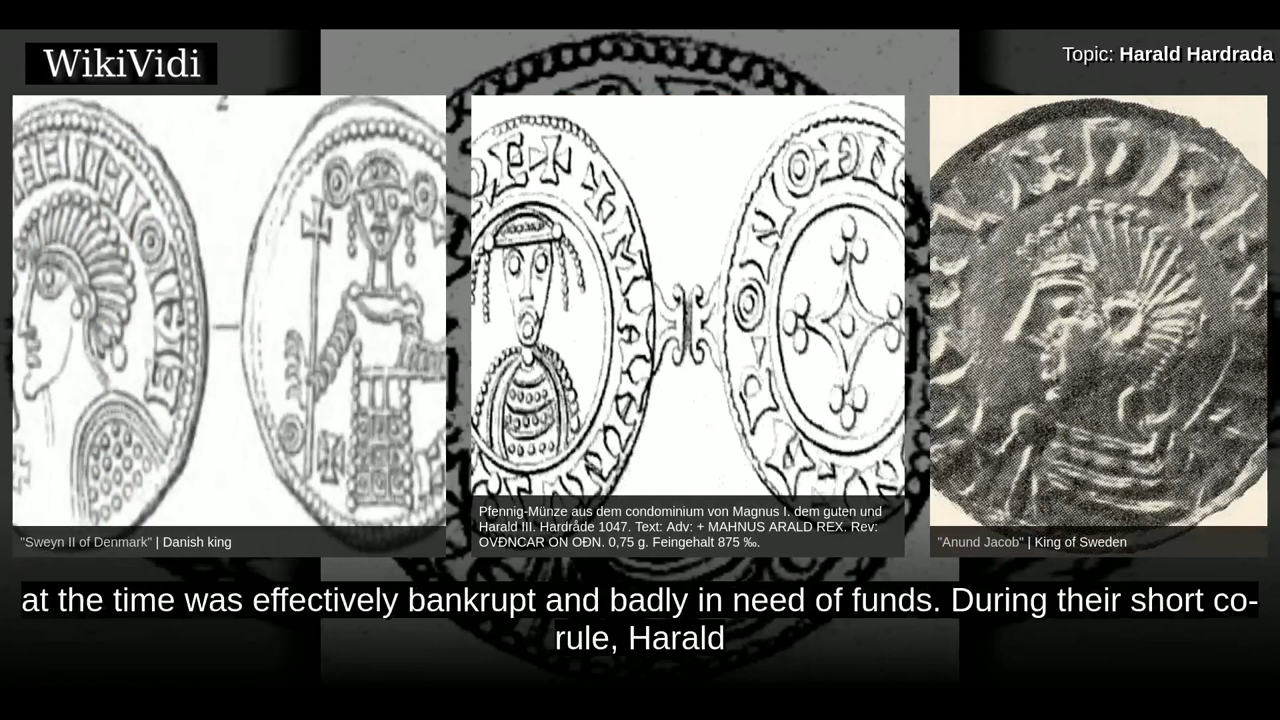 WikiVidi
Topic: Harald Hardrada
"Sweyn II of Denmark" | Danish king
Pfennig-Münze aus dem condominium von Magnus I. dem guten und
Harald III. Hardråde 1047. Text: Adv: + MAHNUS ARALD REX. Rev:
OVÐNCAR ON OÐN. 0,75 g. Feingehalt 875 ‰.
"Anund Jacob" | King of Sweden
at the time was effectively bankrupt and badly in need of funds. During their short co-
rule, Harald